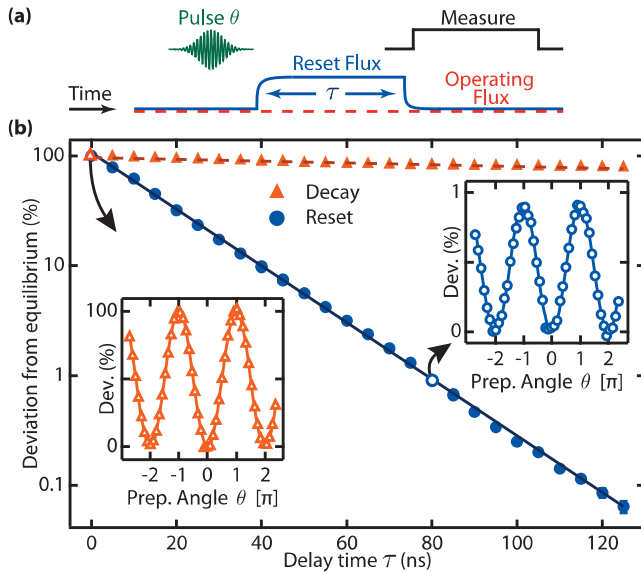 (a)
Pulse θ
Measure
Reset Flux
τ
Operating
Flux
Time
(b)
100
10
1
0.1
Deviation from equilibrium (%)
Decay
Reset
1
0
Dev. (%)
-2 -1 0 1 2
Prep. Angle θ [π]
100
0
Dev. (%)
-2 -1 0 1 2
Prep. Angle θ [π]
0 20 40 60 80 100 120
Delay time τ (ns)